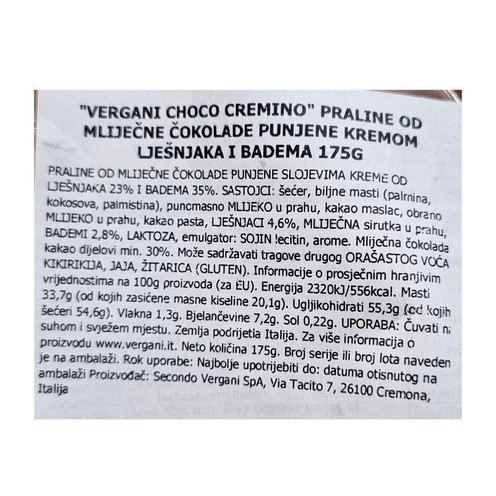 "VERGANI CHOCO CREMINO" PRALINE OD
MLIJEČNE ČOKOLADE PUNJENE KREMOM
LJEŠNJAKA I BADEMA 175G
PRALINE OD MLIJEČNE ČOKOLADE PUNJENE SLOJEVIMA KREME OD
LJEŠNJAKA 23% I BADEMA 35%. SASTOJCI: šećer, biljne masti (palmina,
kokosova, palmistina), punomasno MLIJEKO u prahu, kakao maslac, obrano
MLIJEKO u prahu, kakao pasta, LJEŠNJACI 4,6%, MLIJEČNA sirutka u prahu,
BADEMI 2,8%, LAKTOZA, emulgator: SOJIN lecitin, arome. Mliječna čokolada
kakao dijelovi min. 30%. Može sadržavati tragove drugog ORAŠASTOG VOĆA
KIKIRIKIJA, JAJA, ŽITARICA (GLUTEN). Informacije o prosječnim hranjivim
vrijednostima na 100g proizvoda (za EU). Energija 2320kJ/556kcal. Masti
33,7g (od kojih zasićene masne kiseline 20,1g). Ugljikohidrati 55,3g (od kojih
šećeri 54,6g). Vlakna 1,3g. Bjelančevine 7,2g. Sol 0,22g. UPORABA: Čuvati na
suhom i svježem mjestu. Zemlja podrijetla Italija. Za više informacija o
proizvodu www.vergani.it. Neto količina 175g. Broj serije ili broj lota naveden
je na ambalaži. Rok uporabe: Najbolje upotrijebiti do: datuma otisnutog na
ambalaži Proizvođač: Secondo Vergani SpA, Via Tacito 7, 26100 Cremona,
Italija